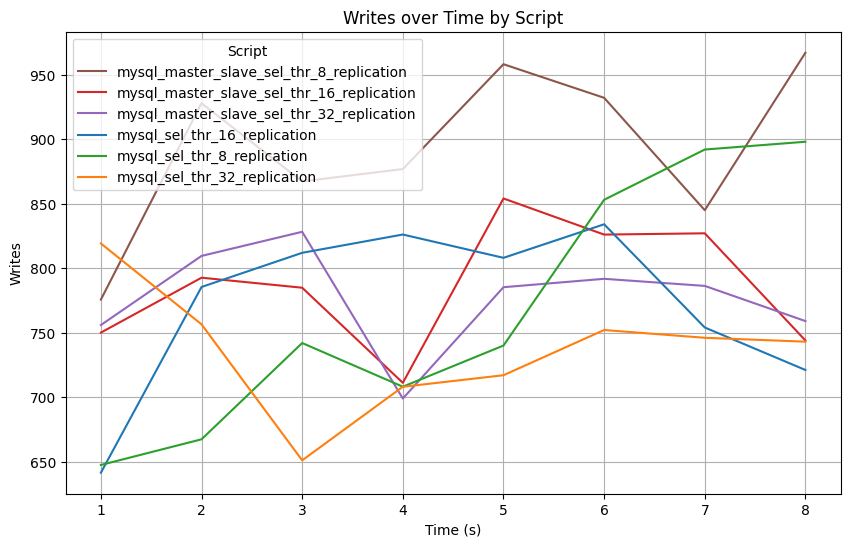 Writes over Time by Script
Script
mysql_master_slave_sel_thr_8_replication
mysql_master_slave_sel_thr_16_replication
mysql_master_slave_sel_thr_32_replication
mysql_sel_thr_16_replication
mysql_sel_thr_8_replication
mysql_sel_thr_32_replication
Writes
950
900
850
800
750
700
650
1 2 3 4 5 6 7 8
Time (s)